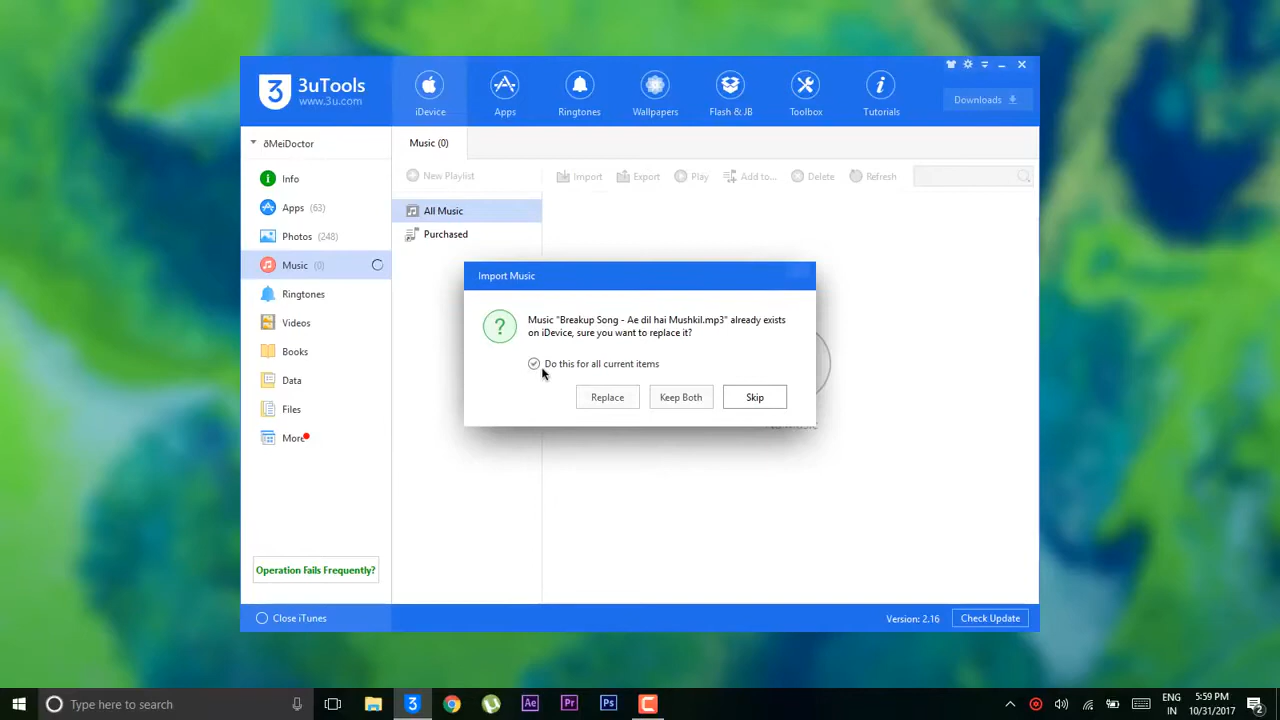 3uTools
www.3u.com
iDevice
Apps
Ringtones
Wallpapers
Flash & JB
Toolbox
Tutorials
Downloads
ðMeiDoctor
Music (0)
Info
Apps (63)
Photos (248)
Music (0)
Ringtones
Videos
Books
Data
Files
More
Operation Fails Frequently?
New Playlist
Import
Export
Play
Add to...
Delete
Refresh
All Music
Purchased
Import Music
Music "Breakup Song - Ae dil hai Mushkil.mp3" already exists
on iDevice, sure you want to replace it?
Do this for all current items
Replace
Keep Both
Skip
Close iTunes
Version: 2.16
Check Update
Type here to search
Ae
Pr
Ps
ENG
IN
5:59 PM
10/31/2017
2